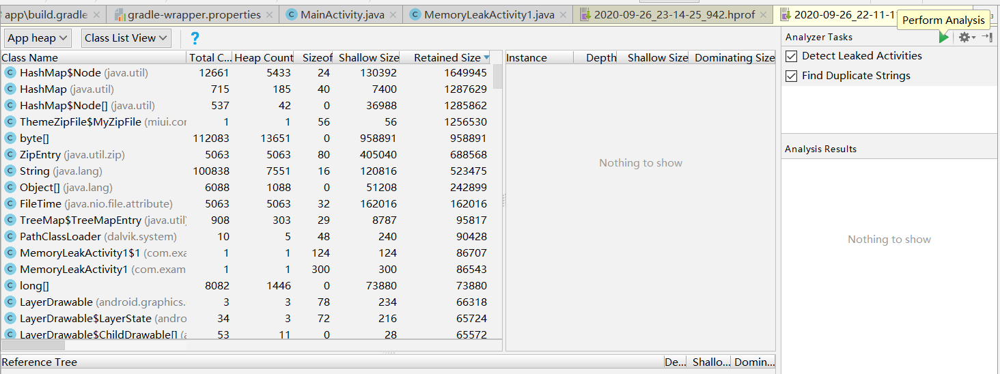 app\build.gradle gradle-wrapper.properties MainActivity.java MemoryLeakActivity1.java 2020-09-26_23-14-25_942.hprof 2020-09-26_22-11-1
Perform Analysis
App heap Class List View ? Analyzer Tasks
Class Name Total C... Heap Count Sizeof Shallow Size Retained Size Instance Depth Shallow Size Dominating Size
Detect Leaked Activities
Find Duplicate Strings
HashMap$Node (java.util) 12661 5433 24 130392 1649945
HashMap (java.util) 715 185 40 7400 1287629
HashMap$Node[] (java.util) 537 42 0 36988 1285862
ThemeZipFile$MyZipFile (miui.cor 1 1 56 56 1256530
byte[] 112083 13651 0 958891 958891
Analysis Results
ZipEntry (java.util.zip) 5063 5063 80 405040 688568
Nothing to show
String (java.lang) 100838 7551 16 120816 523475
Object[] (java.lang) 6088 1088 0 51208 242899
FileTime (java.nio.file.attribute) 5063 5063 32 162016 162016
TreeMap$TreeMapEntry (java.util) 908 303 29 8787 95817
PathClassLoader (dalvik.system) 10 5 48 240 90428
Nothing to show
MemoryLeakActivity1$1 (com.exa 1 1 124 124 86707
MemoryLeakActivity1 (com.exam 1 1 300 300 86543
long[] 8082 1446 0 73880 73880
LayerDrawable (android.graphics. 3 3 78 234 66318
LayerDrawable$LayerState (andro 34 3 72 216 65724
LayerDrawable$ChildDrawable[] (a 53 11 0 28 65572
Reference Tree De... Shallo... Domin...